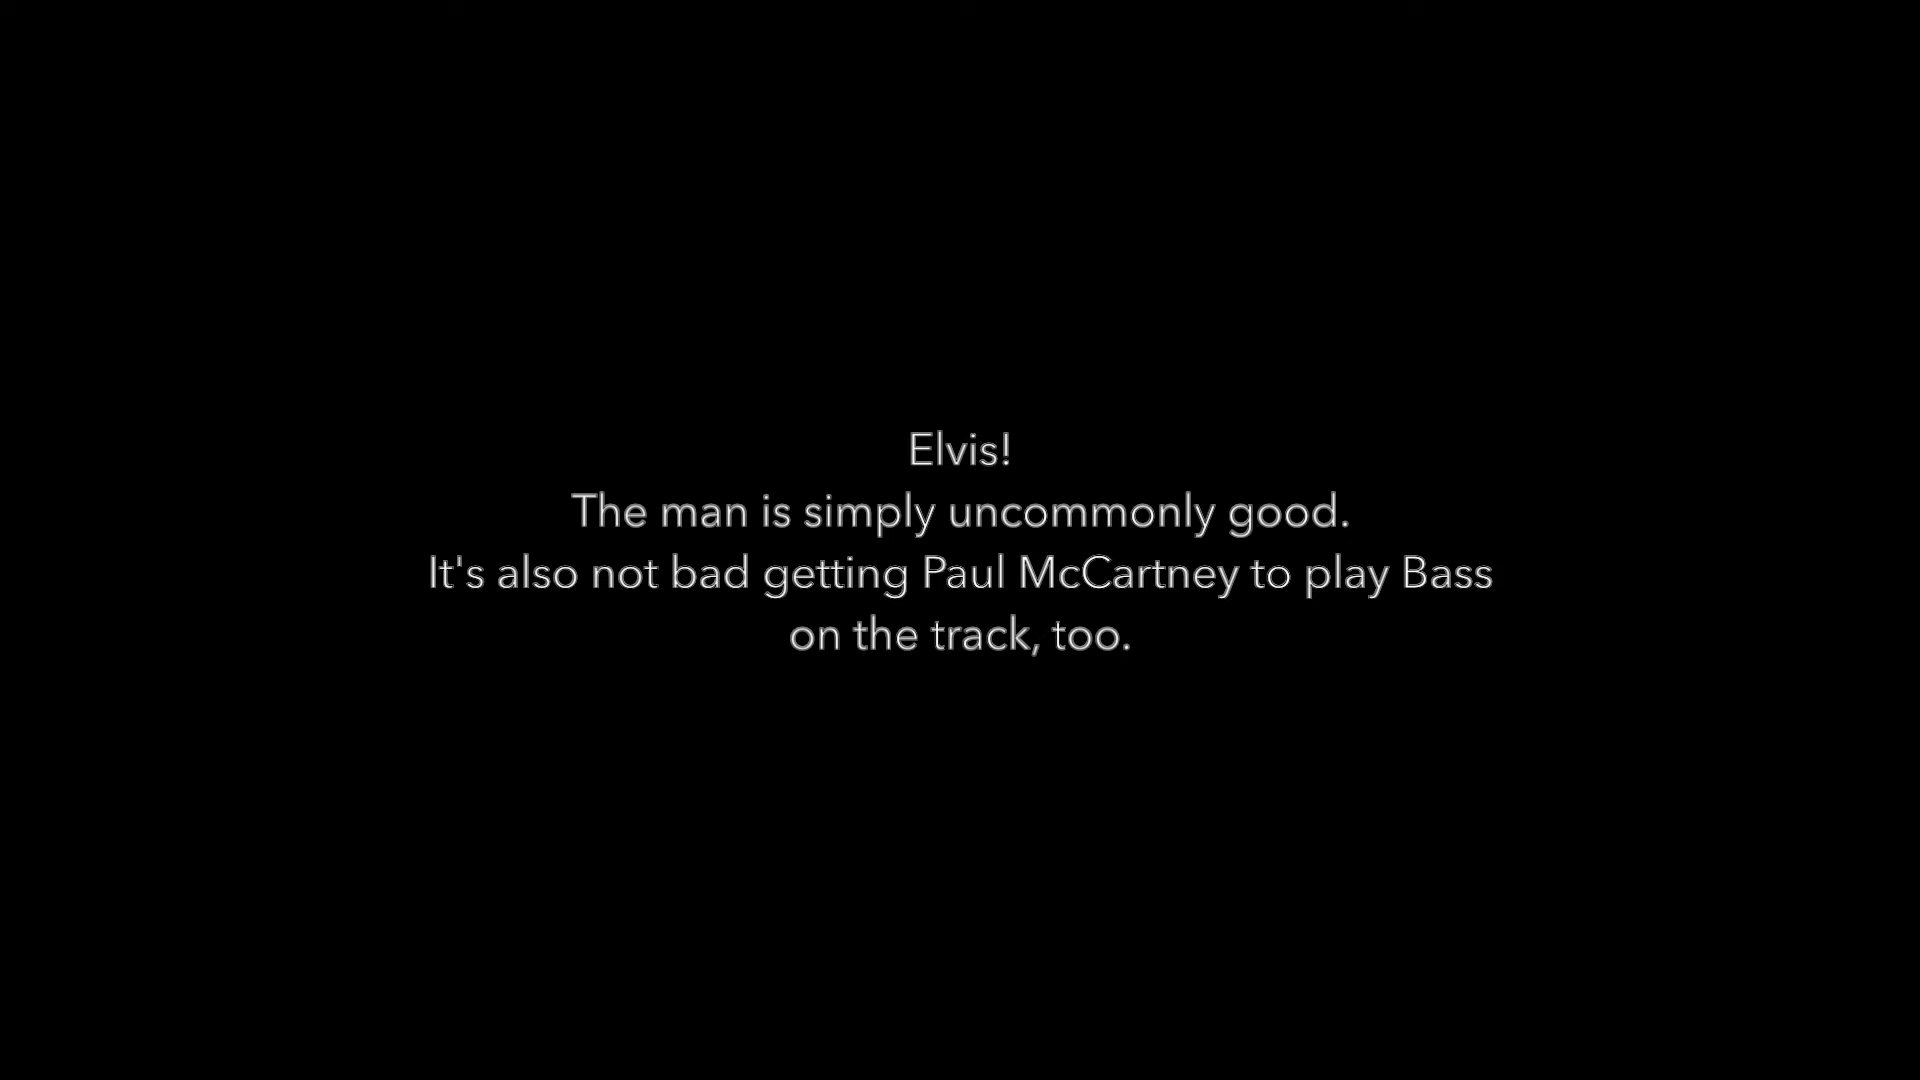 Elvis!
The man is simply uncommonly good.
It's also not bad getting Paul McCartney to play Bass
on the track, too.